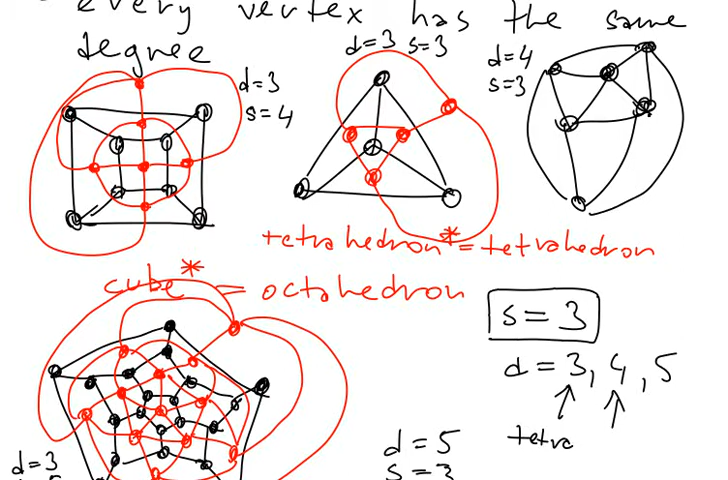 every vertex has the same
degree
d=3 s=3
d=3
s=4
d=4
s=3
tetrahedron* = tetrahedron
cube* = octahedron
s = 3
d = 3, 4, 5
tetra
d = 5
s = 3
d=3